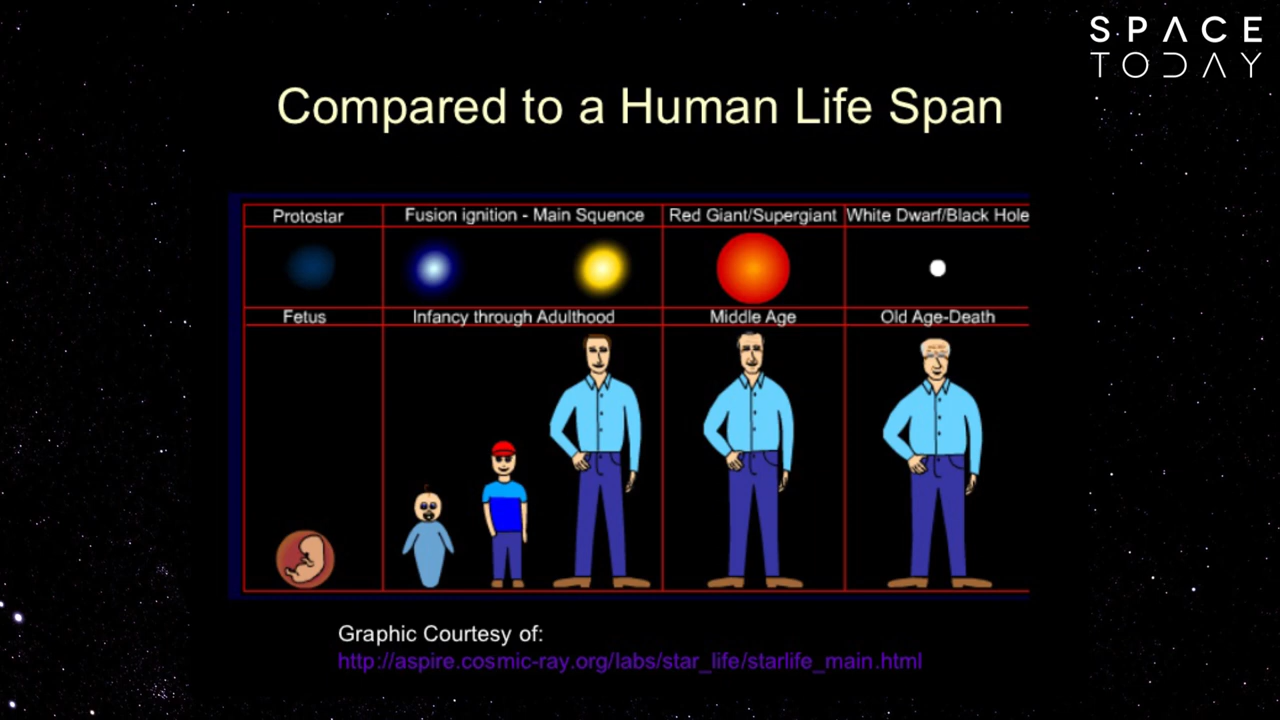 SPACE
TODAY
Compared to a Human Life Span
Protostar
Fusion ignition - Main Squence
Red Giant/Supergiant
White Dwarf/Black Hole
Fetus
Infancy through Adulthood
Middle Age
Old Age-Death
Graphic Courtesy of:
http://aspire.cosmic-ray.org/labs/star_life/starlife_main.html